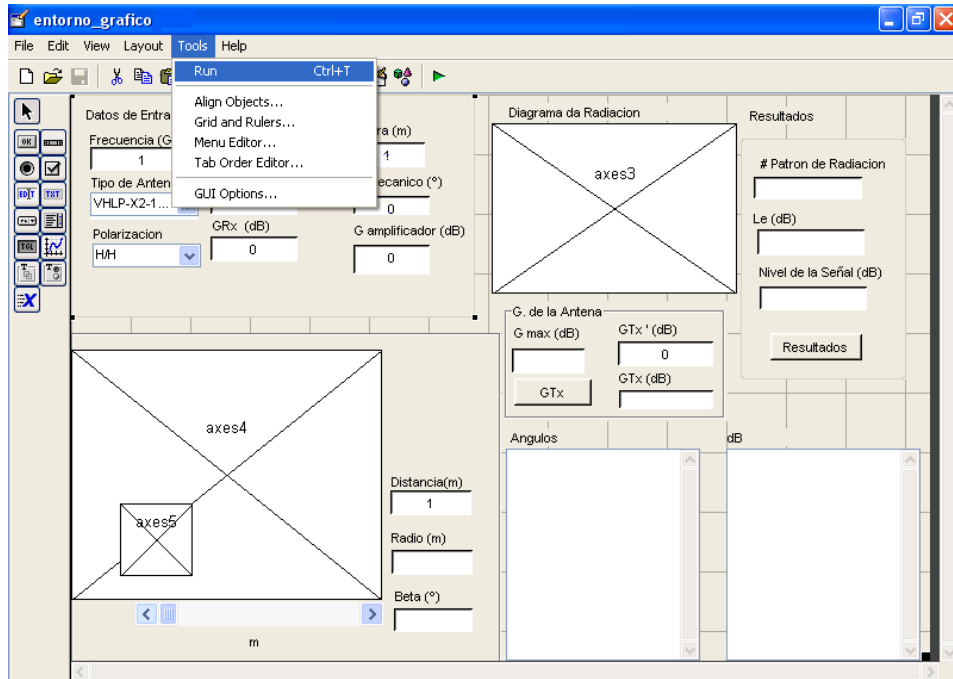 entorno_grafico
File Edit View Layout Tools Help
Run Ctrl+T
Align Objects...
Grid and Rulers...
Menu Editor...
Tab Order Editor...
GUI Options...
OK
EDIT TXT
TGL
Datos de Entra
Frecuencia (G
1
ra (m)
1
Tipo de Anten
VHLP-X2-1...
ecanico (°)
0
Polarizacion
H/H
GRx (dB)
0
G amplificador (dB)
0
Diagrama da Radiacion
axes3
Resultados
# Patron de Radiacion
Le (dB)
Nivel de la Señal (dB)
Resultados
G. de la Antena
G max (dB)
GTx ' (dB)
0
GTx
GTx (dB)
axes4
axes5
m
Distancia(m)
1
Radio (m)
Beta (°)
Angulos
dB